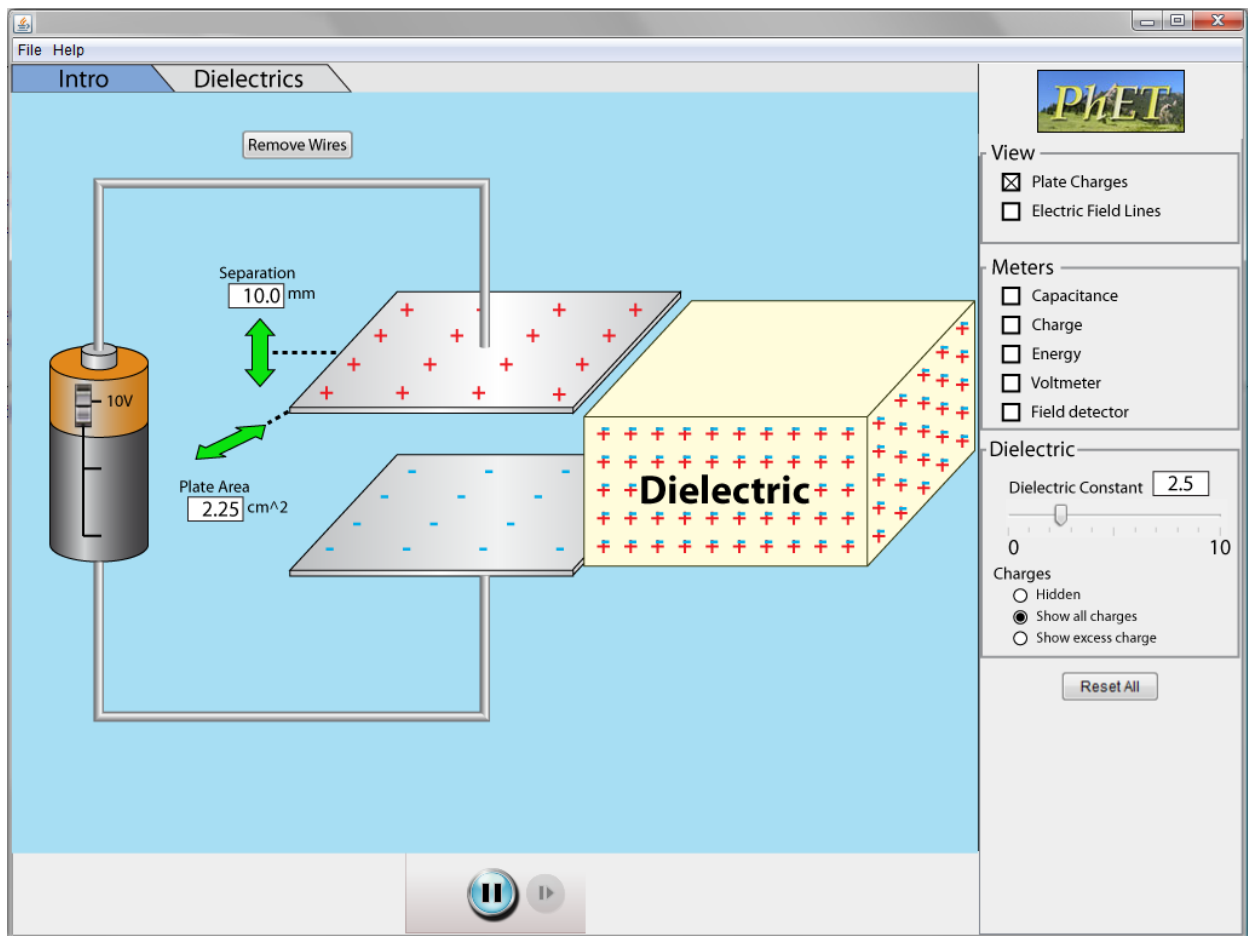 File Help
Intro
Dielectrics
PhET
Remove Wires
View
Plate Charges
Electric Field Lines
Separation
10.0 mm
Meters
Capacitance
Charge
Energy
Voltmeter
Field detector
10V
Plate Area
2.25 cm^2
Dielectric
Dielectric
Dielectric Constant 2.5
0 10
Charges
Hidden
Show all charges
Show excess charge
Reset All